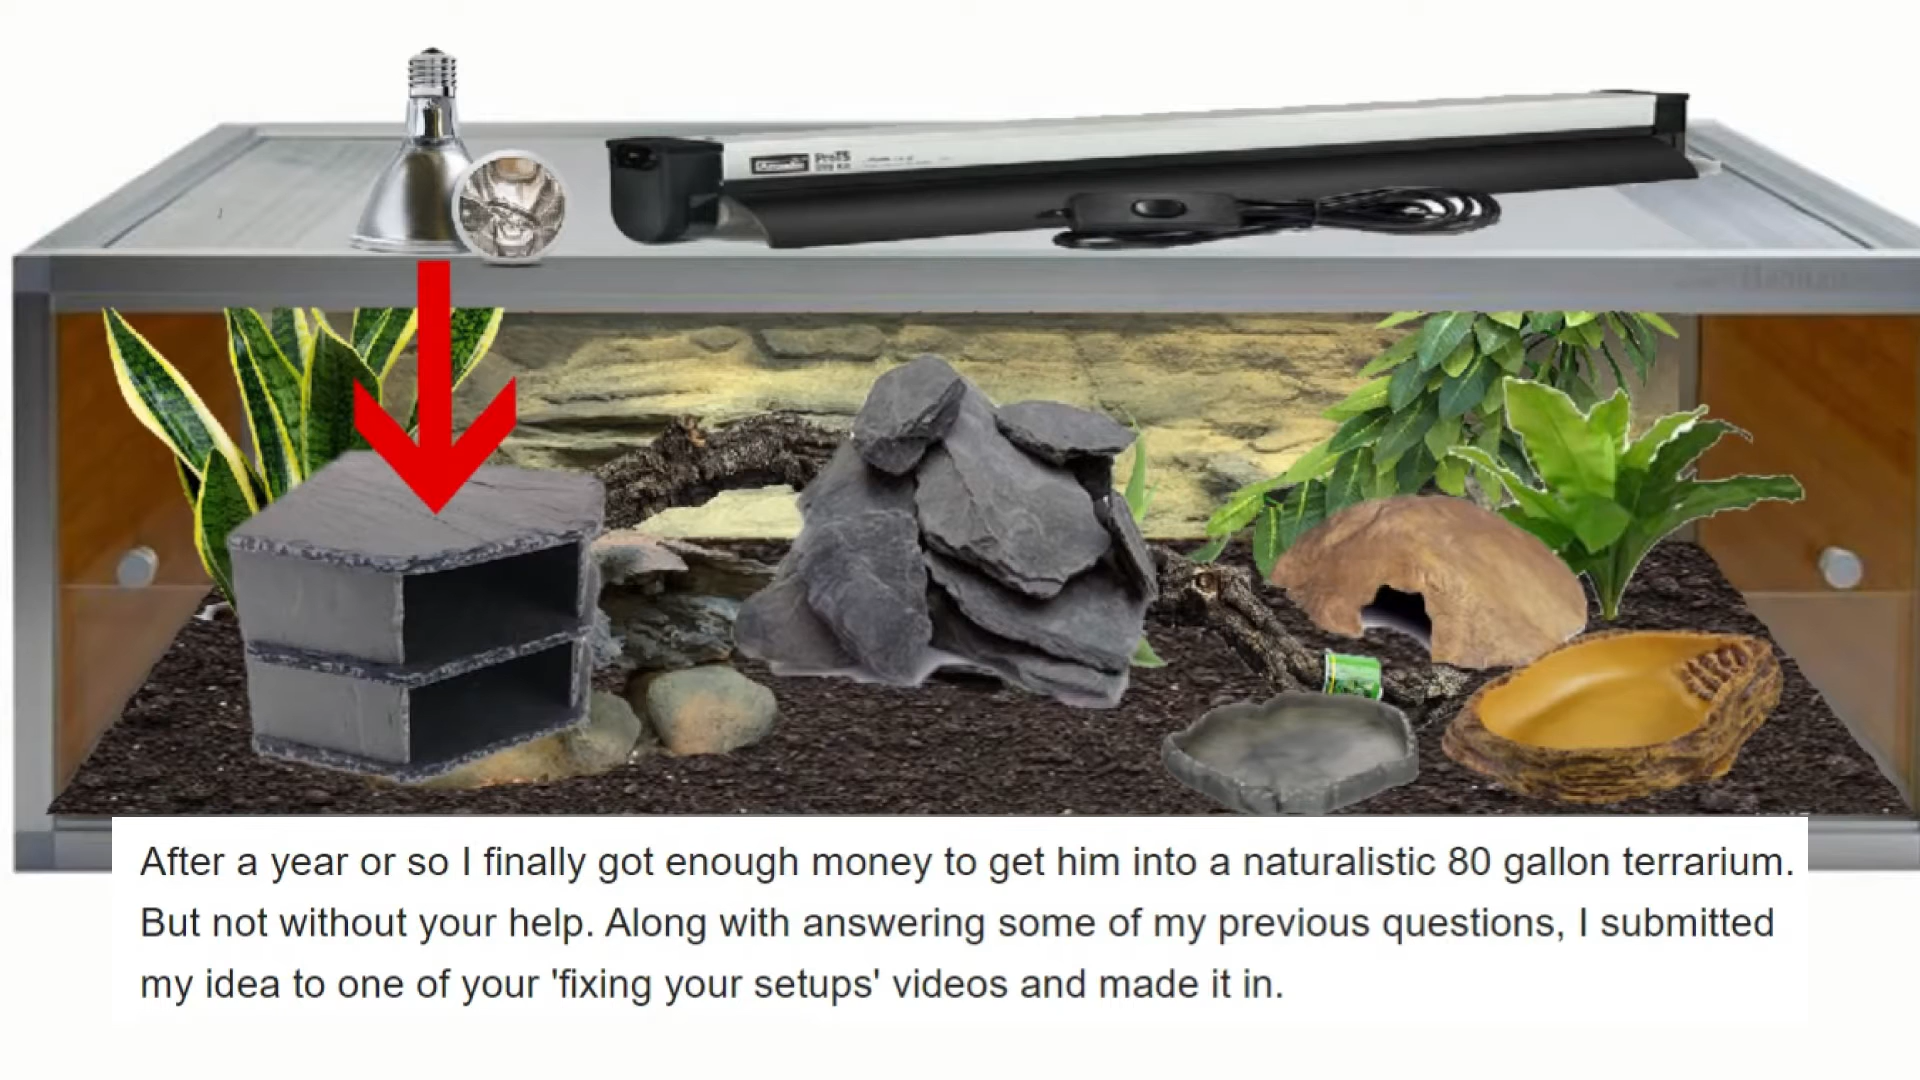 ProT5
After a year or so I finally got enough money to get him into a naturalistic 80 gallon terrarium.
But not without your help. Along with answering some of my previous questions, I submitted
my idea to one of your 'fixing your setups' videos and made it in.